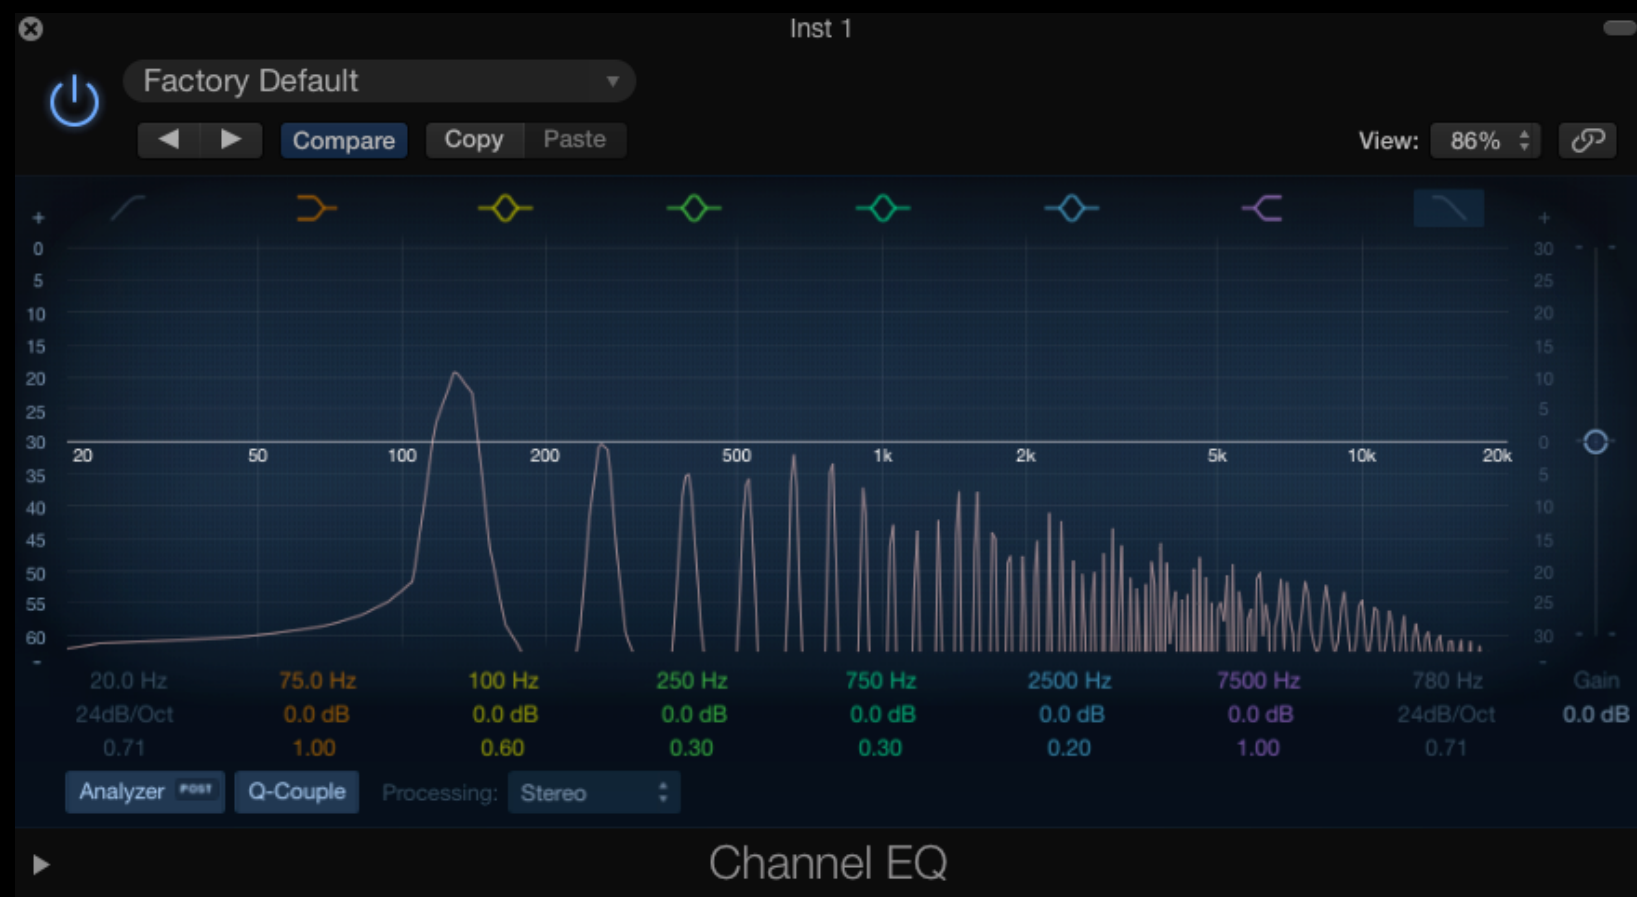 Inst 1
Factory Default
Compare Copy Paste View: 86%
+ +
0 30
5 25
10 20
15 15
20 10
25 5
30 0
20 50 100 200 500 1k 2k 5k 10k 20k
35 5
40 10
45 15
50 20
55 25
60 30
- -
20.0 Hz 75.0 Hz 100 Hz 250 Hz 750 Hz 2500 Hz 7500 Hz 780 Hz Gain
24dB/Oct 0.0 dB 0.0 dB 0.0 dB 0.0 dB 0.0 dB 0.0 dB 24dB/Oct 0.0 dB
0.71 1.00 0.60 0.30 0.30 0.20 1.00 0.71
Analyzer POST Q-Couple Processing: Stereo
Channel EQ